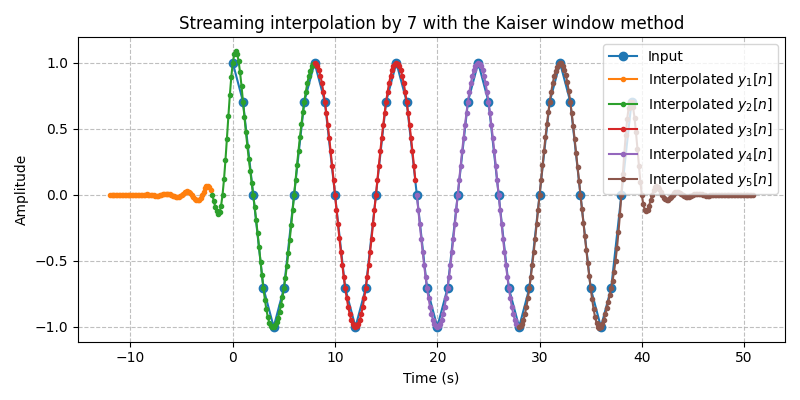 Streaming interpolation by 7 with the Kaiser window method
Amplitude
1.0
0.5
0.0
−0.5
−1.0
Input
Interpolated y₁[n]
Interpolated y₂[n]
Interpolated y₃[n]
Interpolated y₄[n]
Interpolated y₅[n]
−10 0 10 20 30 40 50
Time (s)